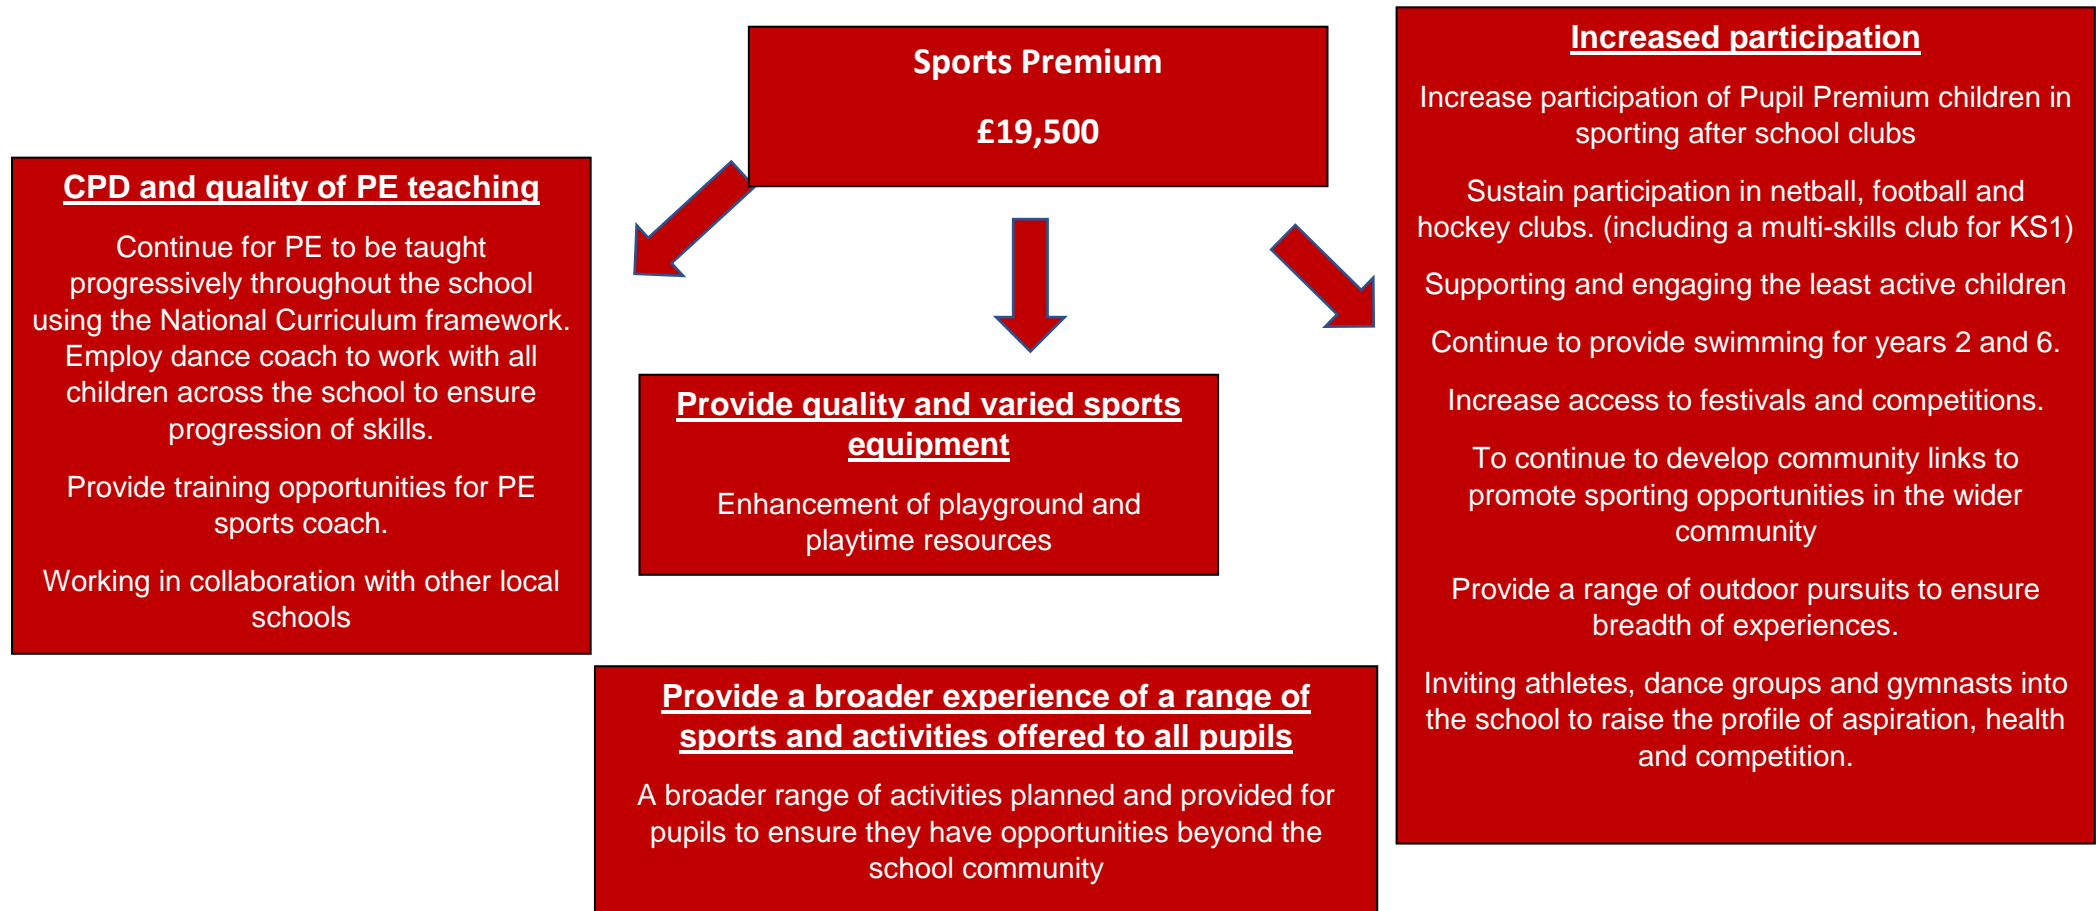 Sports Premium
£19,500
CPD and quality of PE teaching
Continue for PE to be taught
progressively throughout the school
using the National Curriculum framework.
Employ dance coach to work with all
children across the school to ensure
progression of skills.
Provide training opportunities for PE
sports coach.
Working in collaboration with other local
schools
Provide quality and varied sports
equipment
Enhancement of playground and
playtime resources
Provide a broader experience of a range of
sports and activities offered to all pupils
A broader range of activities planned and provided for
pupils to ensure they have opportunities beyond the
school community
Increased participation
Increase participation of Pupil Premium children in
sporting after school clubs
Sustain participation in netball, football and
hockey clubs. (including a multi-skills club for KS1)
Supporting and engaging the least active children
Continue to provide swimming for years 2 and 6.
Increase access to festivals and competitions.
To continue to develop community links to
promote sporting opportunities in the wider
community
Provide a range of outdoor pursuits to ensure
breadth of experiences.
Inviting athletes, dance groups and gymnasts into
the school to raise the profile of aspiration, health
and competition.